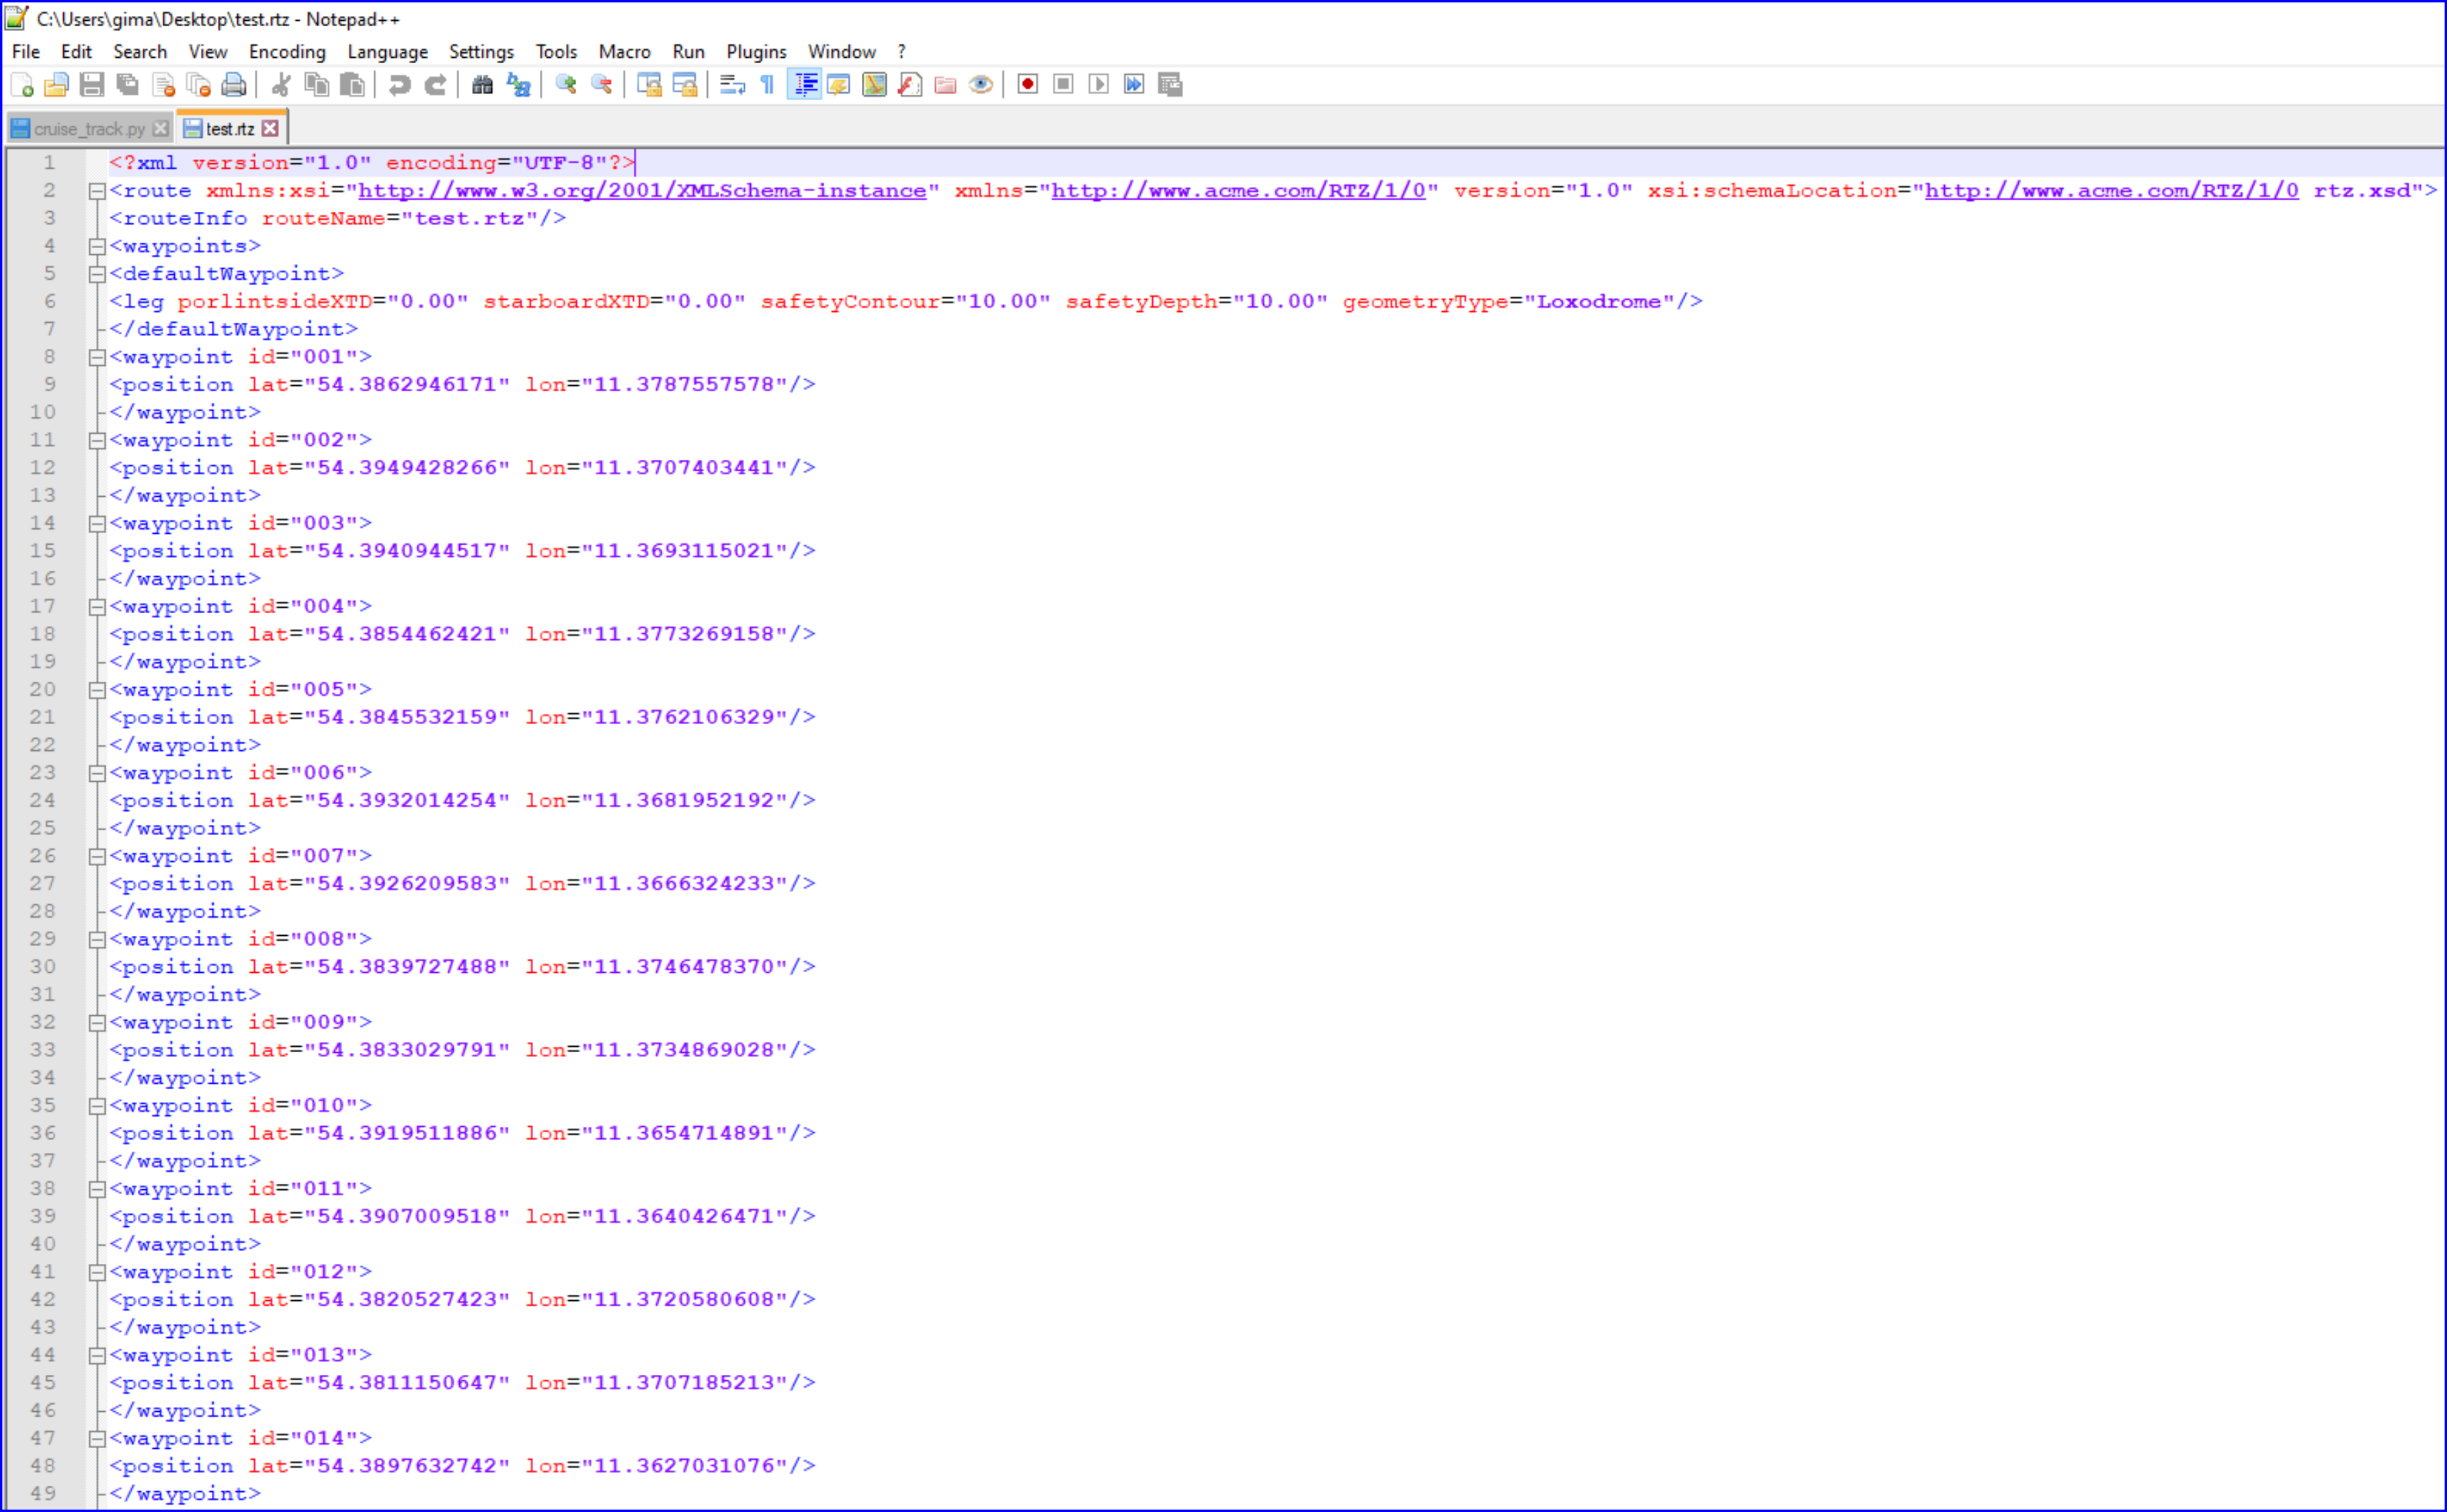 C:\Users\gima\Desktop\test.rtz - Notepad++
File Edit Search View Encoding Language Settings Tools Macro Run Plugins Window ?
cruise_track.py test.rtz
1 <?xml version="1.0" encoding="UTF-8"?>
2 <route xmlns:xsi="http://www.w3.org/2001/XMLSchema-instance" xmlns="http://www.acme.com/RTZ/1/0" version="1.0" xsi:schemaLocation="http://www.acme.com/RTZ/1/0 rtz.xsd">
3 <routeInfo routeName="test.rtz"/>
4 <waypoints>
5 <defaultWaypoint>
6 <leg porlintsideXTD="0.00" starboardXTD="0.00" safetyContour="10.00" safetyDepth="10.00" geometryType="Loxodrome"/>
7 </defaultWaypoint>
8 <waypoint id="001">
9 <position lat="54.3862946171" lon="11.3787557578"/>
10 </waypoint>
11 <waypoint id="002">
12 <position lat="54.3949428266" lon="11.3707403441"/>
13 </waypoint>
14 <waypoint id="003">
15 <position lat="54.3940944517" lon="11.3693115021"/>
16 </waypoint>
17 <waypoint id="004">
18 <position lat="54.3854462421" lon="11.3773269158"/>
19 </waypoint>
20 <waypoint id="005">
21 <position lat="54.3845532159" lon="11.3762106329"/>
22 </waypoint>
23 <waypoint id="006">
24 <position lat="54.3932014254" lon="11.3681952192"/>
25 </waypoint>
26 <waypoint id="007">
27 <position lat="54.3926209583" lon="11.3666324233"/>
28 </waypoint>
29 <waypoint id="008">
30 <position lat="54.3839727488" lon="11.3746478370"/>
31 </waypoint>
32 <waypoint id="009">
33 <position lat="54.3833029791" lon="11.3734869028"/>
34 </waypoint>
35 <waypoint id="010">
36 <position lat="54.3919511886" lon="11.3654714891"/>
37 </waypoint>
38 <waypoint id="011">
39 <position lat="54.3907009518" lon="11.3640426471"/>
40 </waypoint>
41 <waypoint id="012">
42 <position lat="54.3820527423" lon="11.3720580608"/>
43 </waypoint>
44 <waypoint id="013">
45 <position lat="54.3811150647" lon="11.3707185213"/>
46 </waypoint>
47 <waypoint id="014">
48 <position lat="54.3897632742" lon="11.3627031076"/>
49 </waypoint>